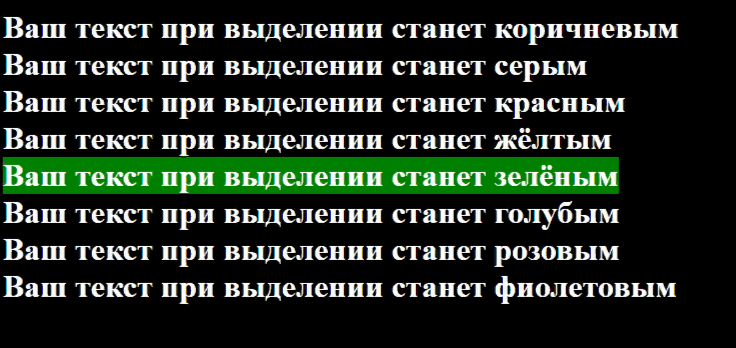 Ваш текст при выделении станет коричневым
Ваш текст при выделении станет серым
Ваш текст при выделении станет красным
Ваш текст при выделении станет жёлтым
Ваш текст при выделении станет зелёным
Ваш текст при выделении станет голубым
Ваш текст при выделении станет розовым
Ваш текст при выделении станет фиолетовым